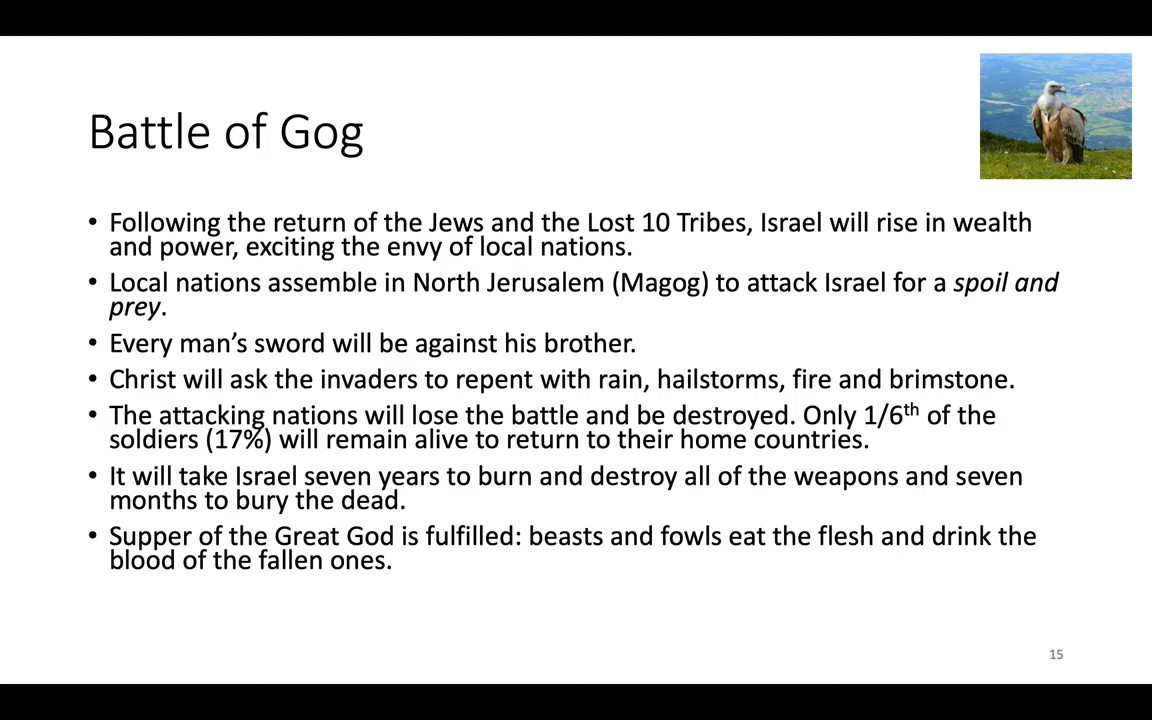 Battle of Gog
• Following the return of the Jews and the Lost 10 Tribes, Israel will rise in wealth
and power, exciting the envy of local nations.
• Local nations assemble in North Jerusalem (Magog) to attack Israel for a spoil and
prey.
• Every man’s sword will be against his brother.
• Christ will ask the invaders to repent with rain, hailstorms, fire and brimstone.
• The attacking nations will lose the battle and be destroyed. Only 1/6th of the
soldiers (17%) will remain alive to return to their home countries.
• It will take Israel seven years to burn and destroy all of the weapons and seven
months to bury the dead.
• Supper of the Great God is fulfilled: beasts and fowls eat the flesh and drink the
blood of the fallen ones.
15